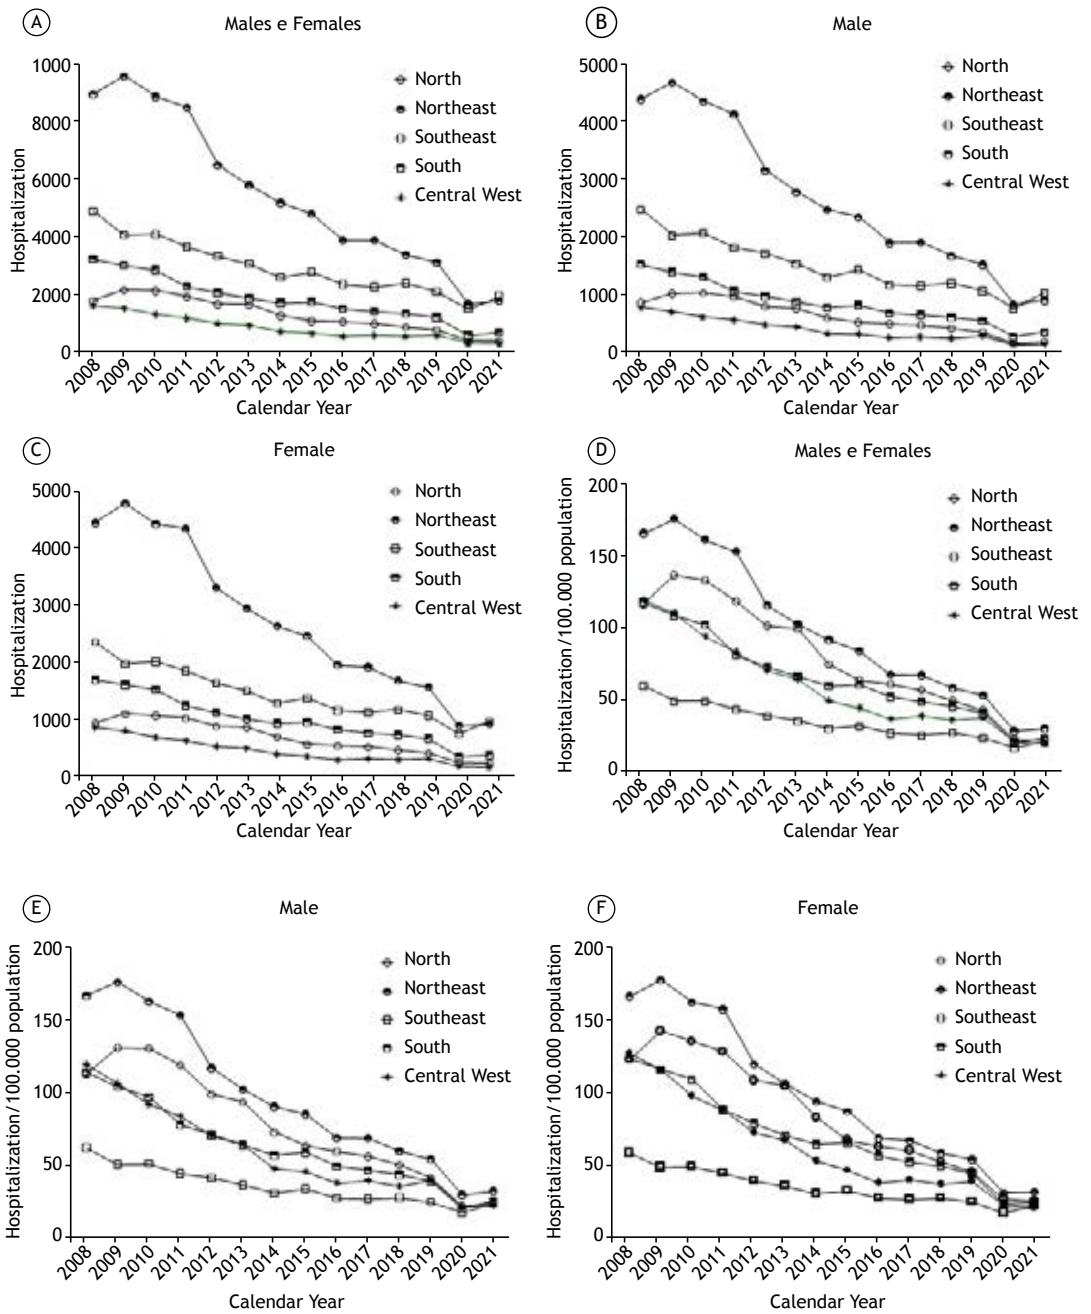 A
Males e Females
Hospitalization
1000
8000
6000
4000
2000
0
North
Northeast
Southeast
South
Central West
2008 2009 2010 2011 2012 2013 2014 2015 2016 2017 2018 2019 2020 2021
Calendar Year
B
Male
Hospitalization
5000
4000
3000
2000
1000
0
North
Northeast
Southeast
South
Central West
2008 2009 2010 2011 2012 2013 2014 2015 2016 2017 2018 2019 2020 2021
Calendar Year
C
Female
Hospitalization
5000
4000
3000
2000
1000
0
North
Northeast
Southeast
South
Central West
2008 2009 2010 2011 2012 2013 2014 2015 2016 2017 2018 2019 2020 2021
Calendar Year
D
Males e Females
Hospitalization/100.000 population
200
150
100
50
0
North
Northeast
Southeast
South
Central West
2008 2009 2010 2011 2012 2013 2014 2015 2016 2017 2018 2019 2020 2021
Calendar Year
E
Male
Hospitalization/100.000 population
200
150
100
50
0
North
Northeast
Southeast
South
Central West
2008 2009 2010 2011 2012 2013 2014 2015 2016 2017 2018 2019 2020 2021
Calendar Year
F
Female
Hospitalization/100.000 population
200
150
100
50
0
North
Northeast
Southeast
South
Central West
2008 2009 2010 2011 2012 2013 2014 2015 2016 2017 2018 2019 2020 2021
Calendar Year